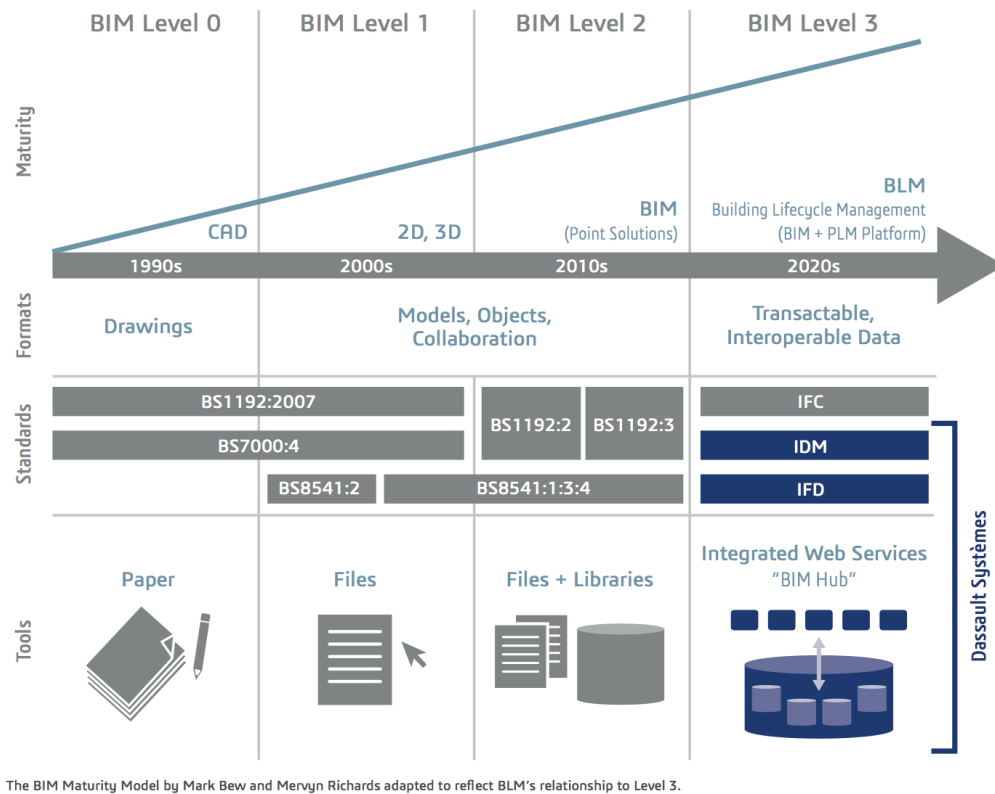 BIM Level 0
BIM Level 1
BIM Level 2
BIM Level 3
Maturity
CAD
2D, 3D
BIM
(Point Solutions)
BLM
Building Lifecycle Management
(BIM + PLM Platform)
1990s
2000s
2010s
2020s
Formats
Drawings
Models, Objects,
Collaboration
Transactable,
Interoperable Data
Standards
BS1192:2007
BS1192:2
BS1192:3
IFC
BS7000:4
IDM
BS8541:2
BS8541:1:3:4
IFD
Dassault Systèmes
Tools
Paper
Files
Files + Libraries
Integrated Web Services
“BIM Hub”
The BIM Maturity Model by Mark Bew and Mervyn Richards adapted to reflect BLM's relationship to Level 3.